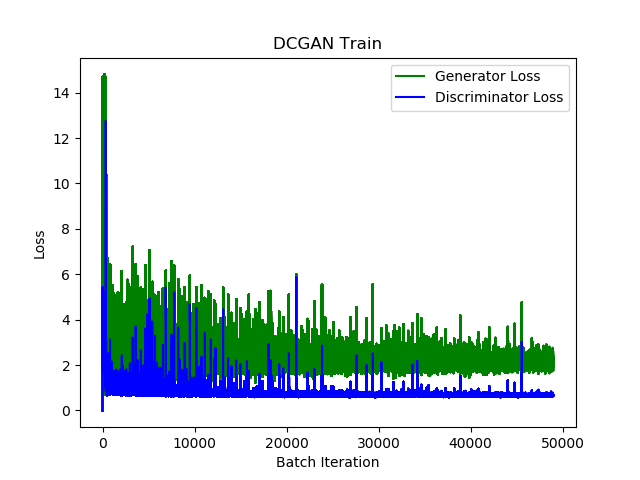 DCGAN Train
Generator Loss
Discriminator Loss
Loss
14
12
10
8
6
4
2
0
0 10000 20000 30000 40000 50000
Batch Iteration